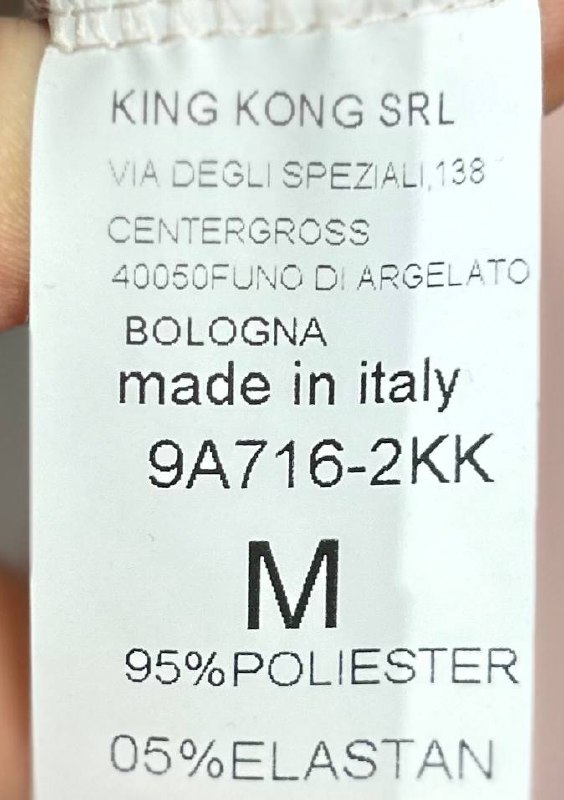 KING KONG SRL
VIA DEGLI SPEZIALI,138
CENTERGROSS
40050FUNO DI ARGELATO
BOLOGNA
made in italy
9A716-2KK
M
95%POLIESTER
05%ELASTAN